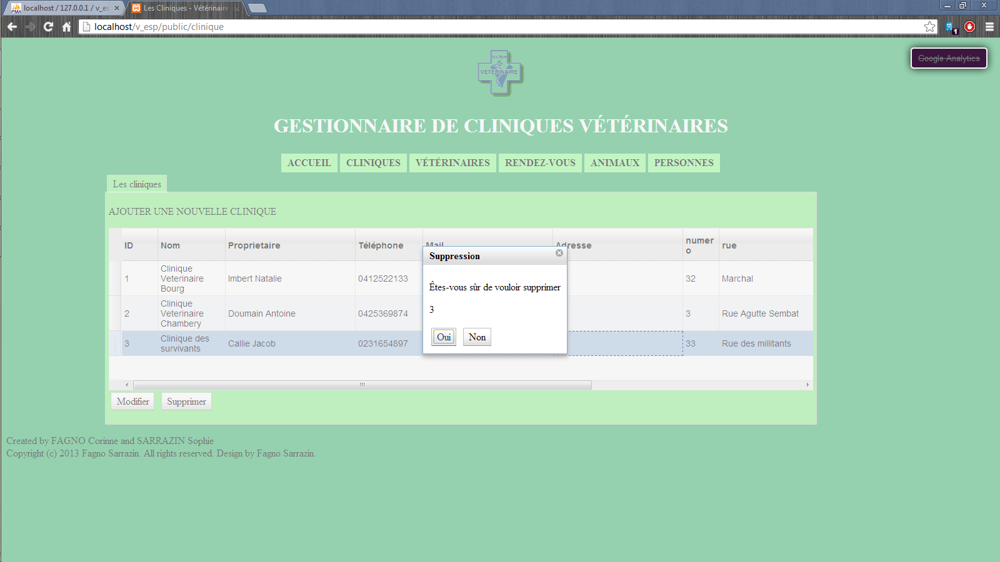 localhost / 127.0.0.1 / v_es
Les Cliniques - Vétérinaire
localhost/v_esp/public/clinique
1
Google Analytics
DOCTEUR
VETERINAIRE
GESTIONNAIRE DE CLINIQUES VÉTÉRINAIRES
ACCUEIL CLINIQUES VÉTÉRINAIRES RENDEZ-VOUS ANIMAUX PERSONNES
Les cliniques
AJOUTER UNE NOUVELLE CLINIQUE
ID Nom Proprietaire Téléphone Mail Adresse numero rue
1 Clinique Veterinaire Bourg Imbert Natalie 0412522133 32 Marchal
2 Clinique Veterinaire Chambery Doumain Antoine 0425369874 3 Rue Agutte Sembat
3 Clinique des survivants Callie Jacob 0231654897 33 Rue des millitants
Suppression
Êtes-vous sûr de vouloir supprimer
3
Oui Non
Modifier Supprimer
Created by FAGNO Corinne and SARRAZIN Sophie
Copyright (c) 2013 Fagno Sarrazin. All rights reserved. Design by Fagno Sarrazin.